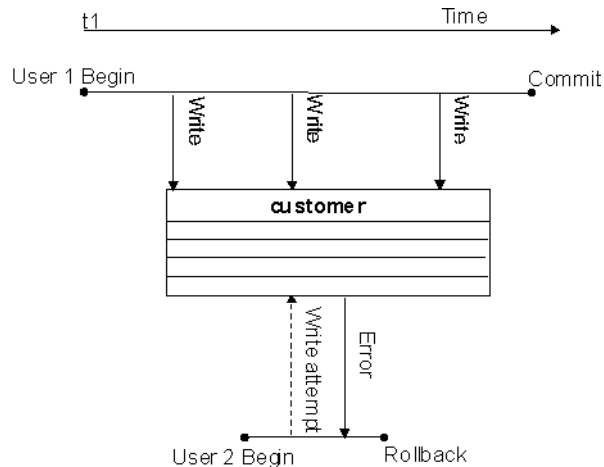 t1
Time
User 1 Begin
Commit
Write
Write
Write
customer
Write attempt
Error
User 2 Begin
Rollback